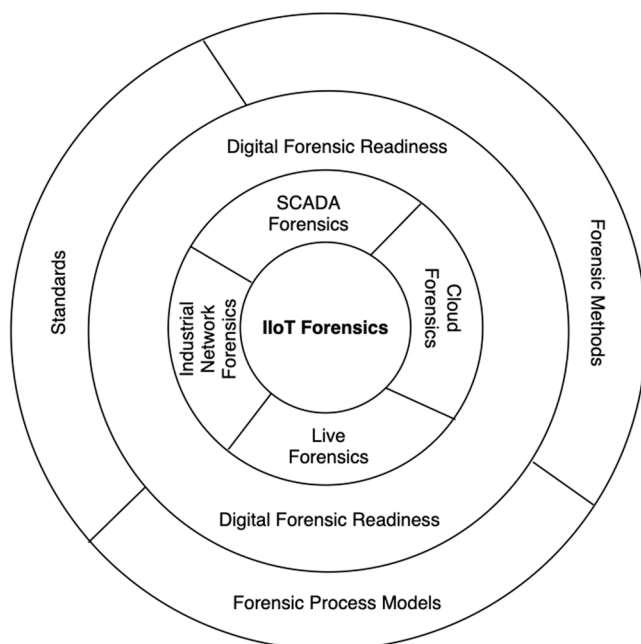 Digital Forensic Readiness
SCADA
Forensics
Standards
Industrial
Network
Forensics
IIoT Forensics
Cloud
Forensics
Forensic Methods
Live
Forensics
Digital Forensic Readiness
Forensic Process Models